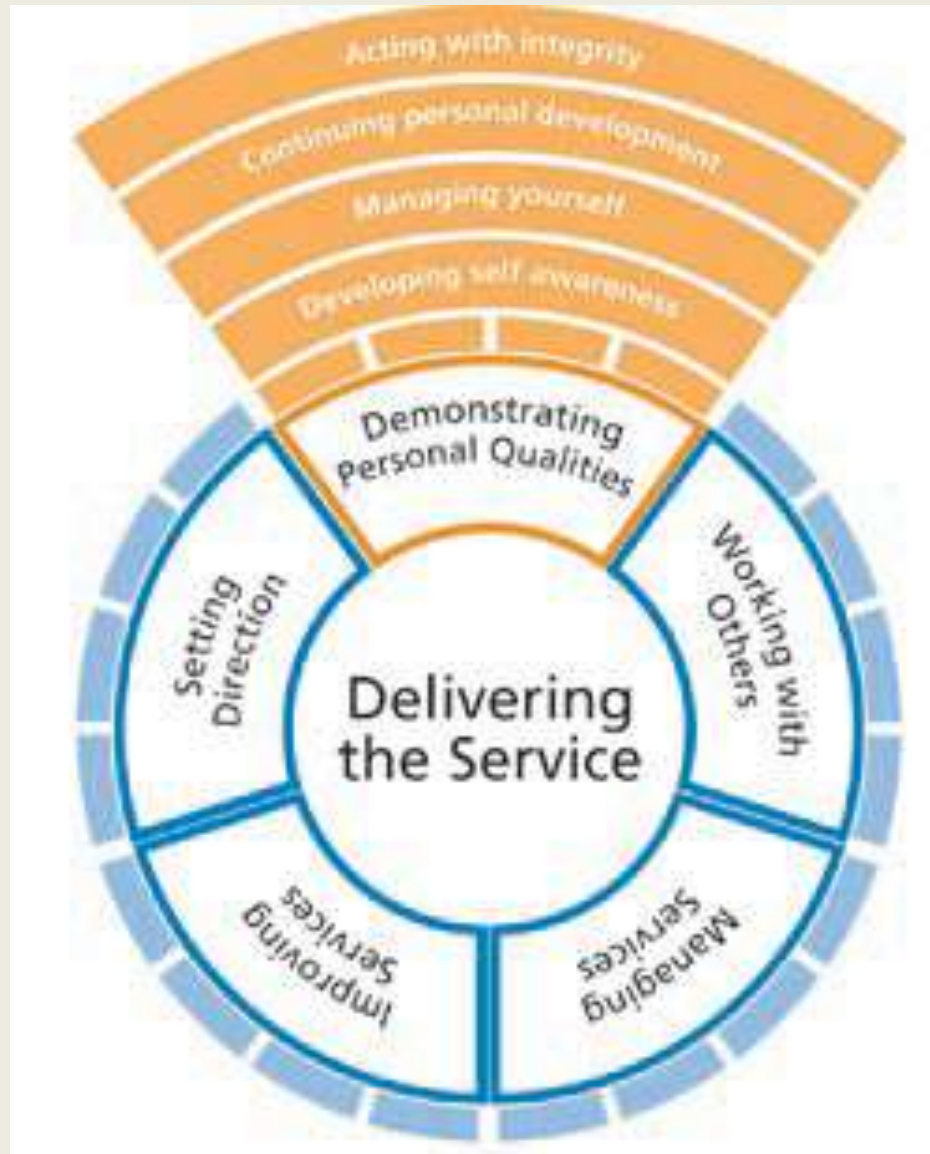 Acting with integrity
Continuing personal development
Managing yourself
Developing self awareness
Demonstrating
Personal Qualities
Working with
Others
Managing
Services
Improving
Services
Setting
Direction
Delivering
the Service